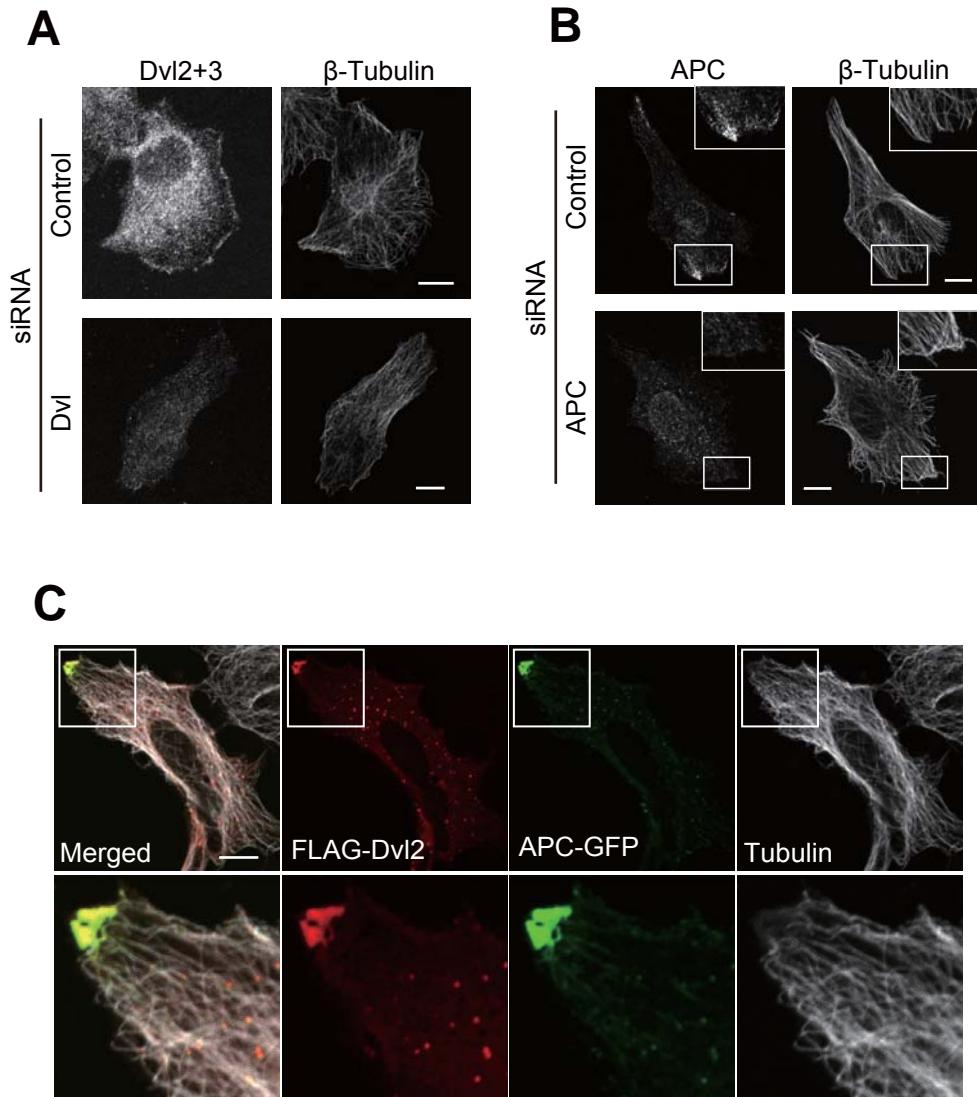 A
Dvl2+3
β-Tubulin
siRNA
Control
Dvl
B
APC
β-Tubulin
siRNA
Control
APC
C
Merged
FLAG-Dvl2
APC-GFP
Tubulin